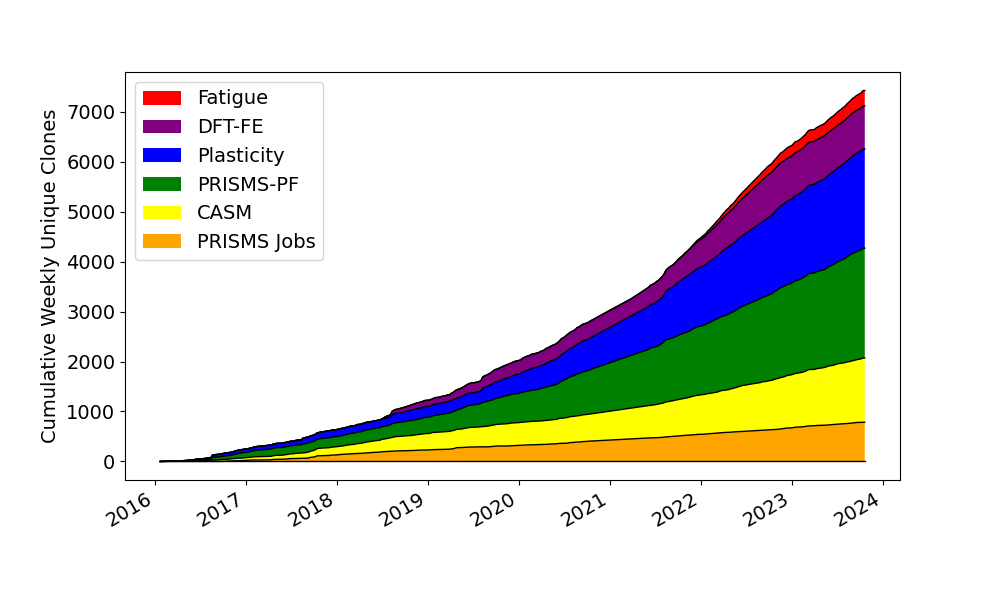 Cumulative Weekly Unique Clones
7000
6000
5000
4000
3000
2000
1000
0
Fatigue
DFT-FE
Plasticity
PRISMS-PF
CASM
PRISMS Jobs
2016
2017
2018
2019
2020
2021
2022
2023
2024